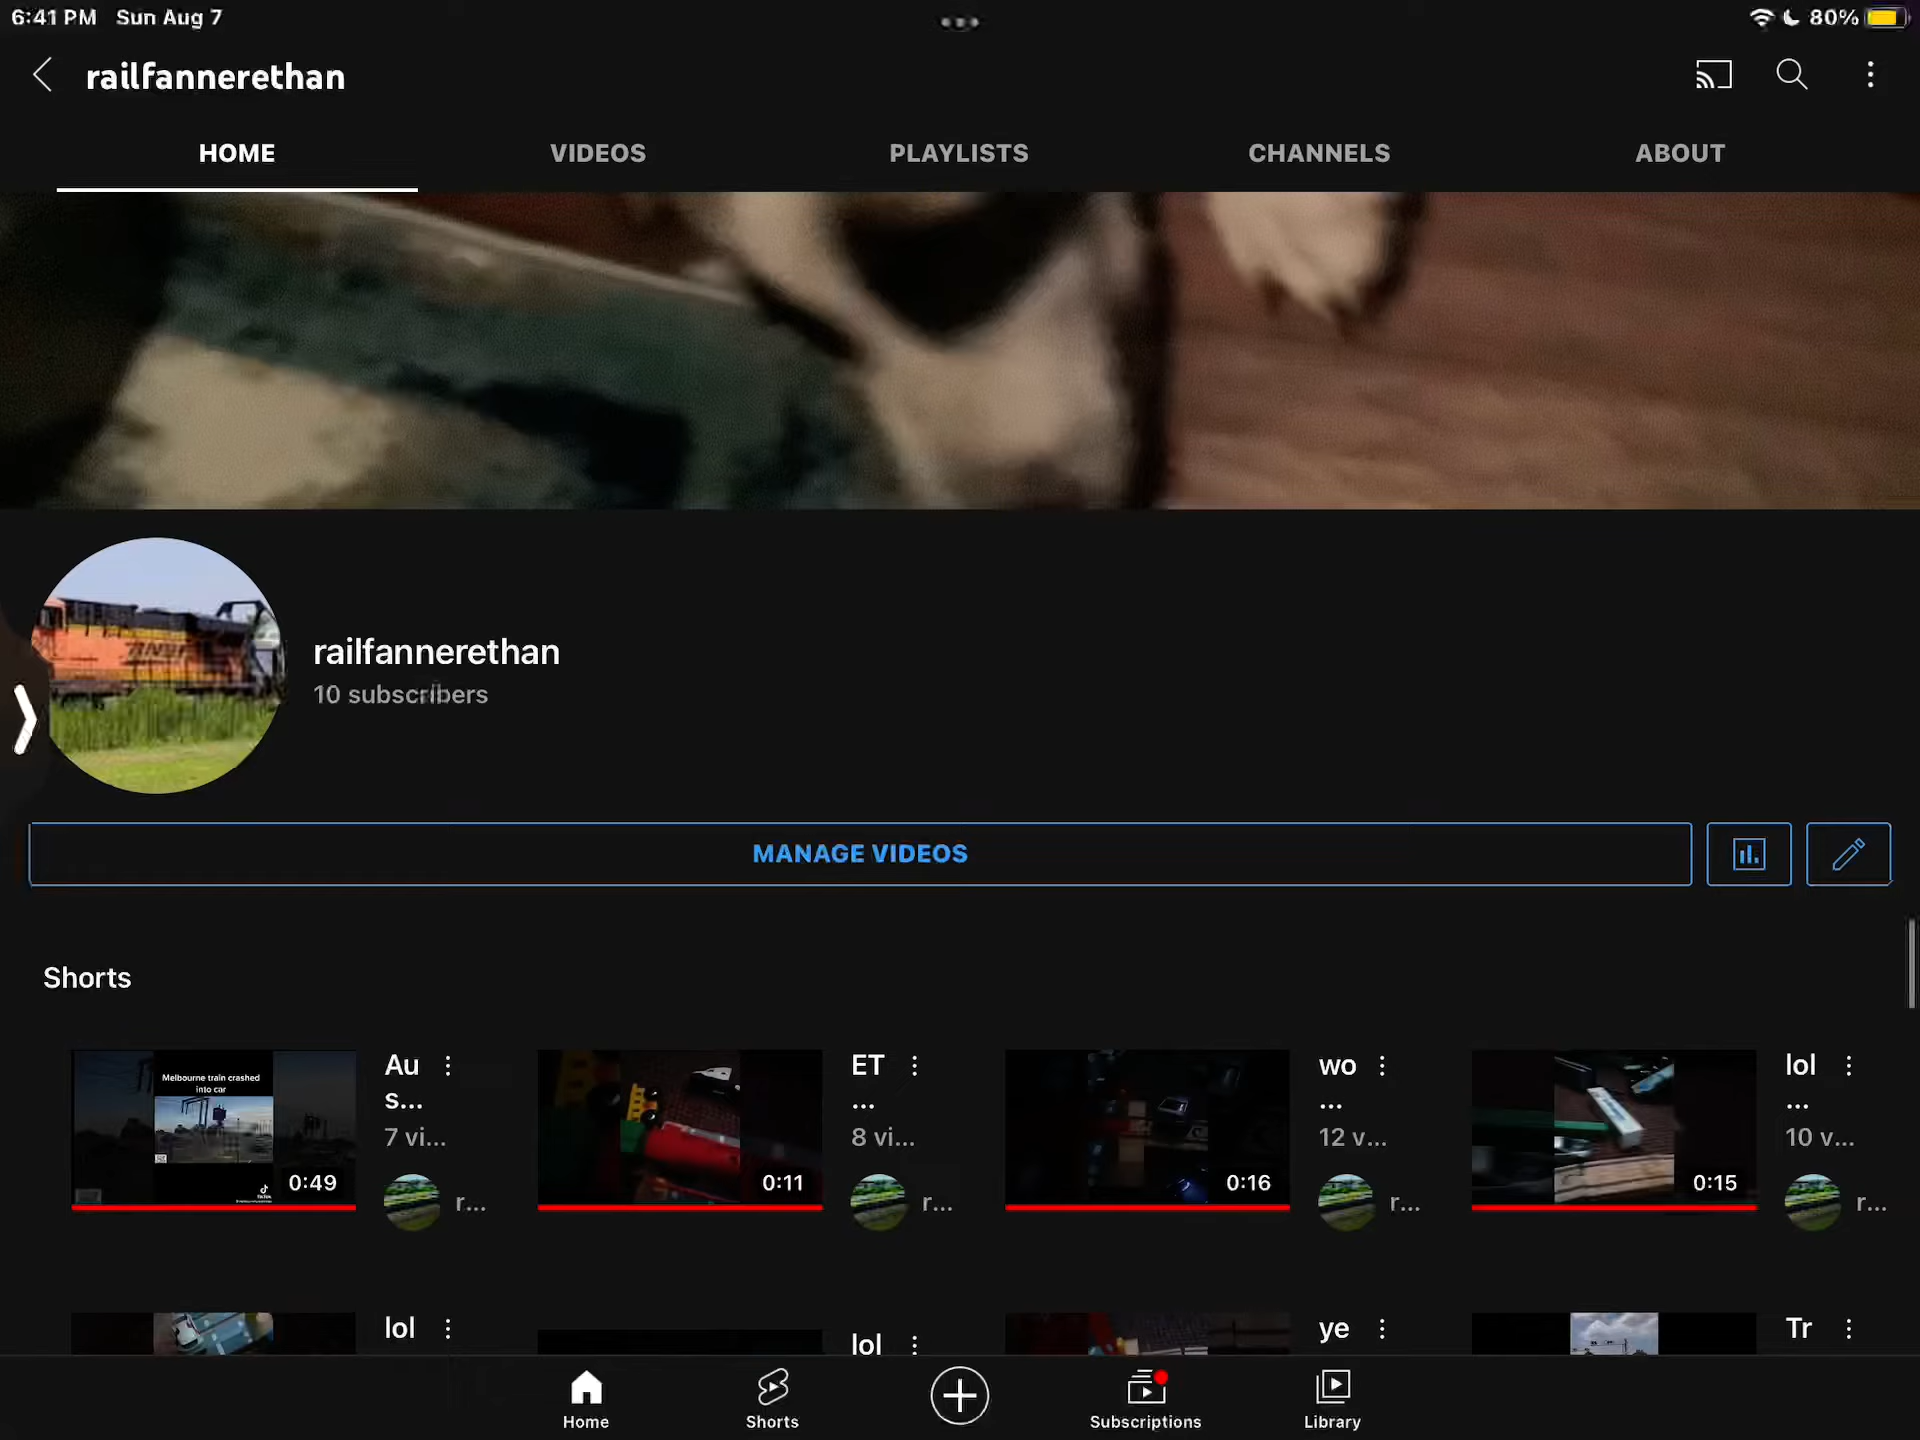 6:41 PM Sun Aug 7
80%
railfannerethan
HOME VIDEOS PLAYLISTS CHANNELS ABOUT
railfannerethan
10 subscribers
MANAGE VIDEOS
Shorts
Melbourne train crashed
into car
0:49
Au
s...
7 vi...
r...
0:11
ET
...
8 vi...
r...
0:16
wo
...
12 v...
r...
0:15
lol
...
10 v...
r...
lol
lol
ye
Tr
Home Shorts Subscriptions Library